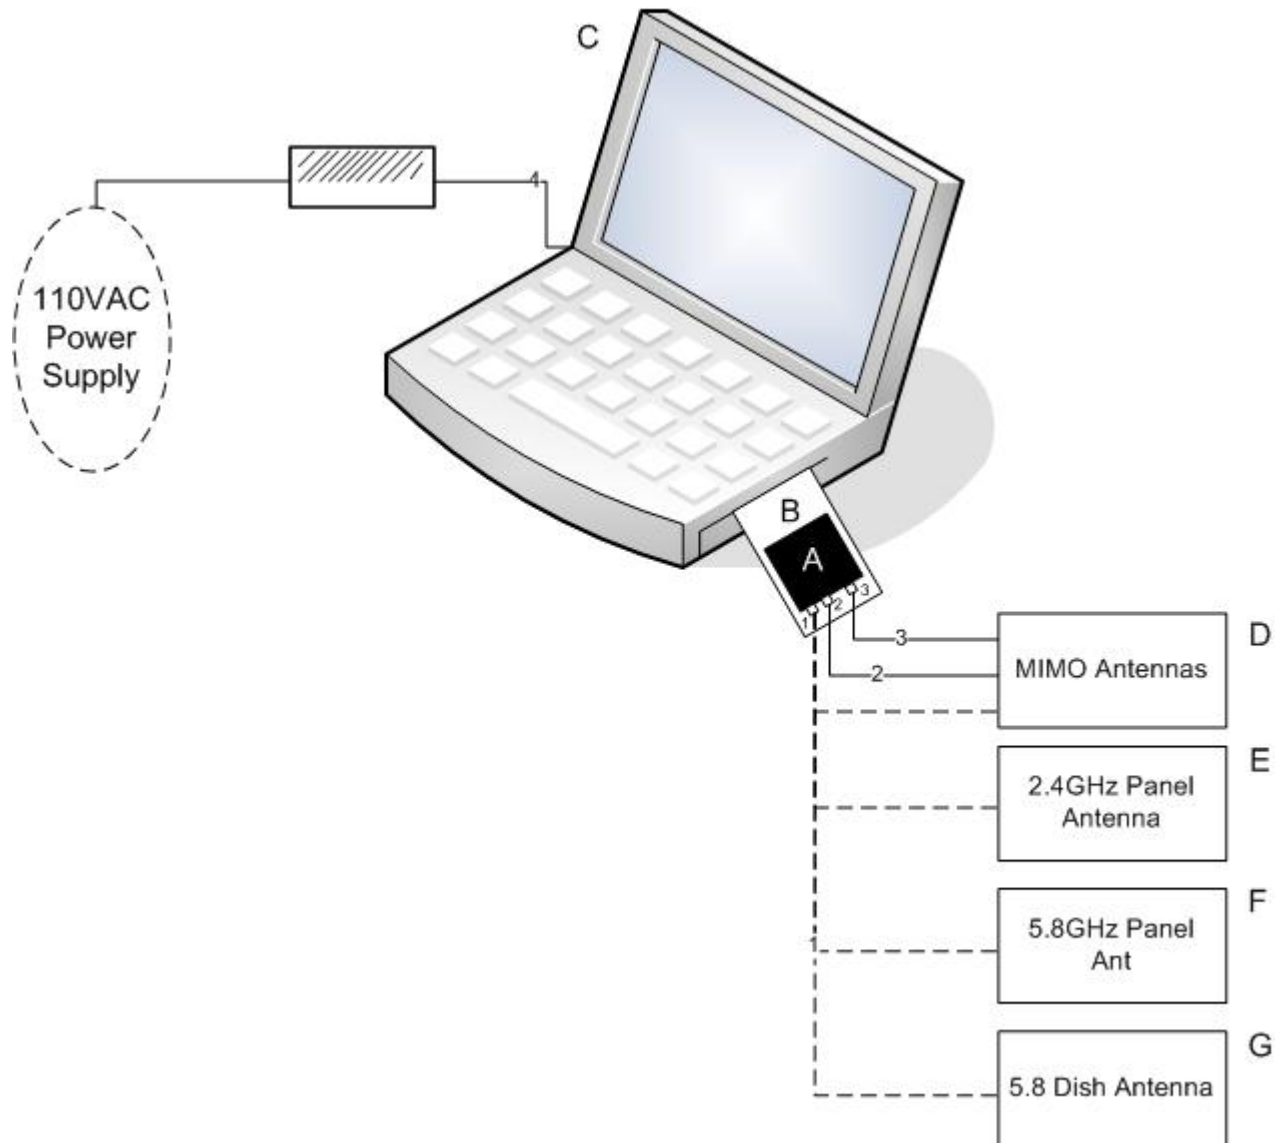 C
4
110VAC
Power
Supply
B
A
1
2
3
3
2
1
MIMO Antennas
D
2.4GHz Panel
Antenna
E
5.8GHz Panel
Ant
F
5.8 Dish Antenna
G